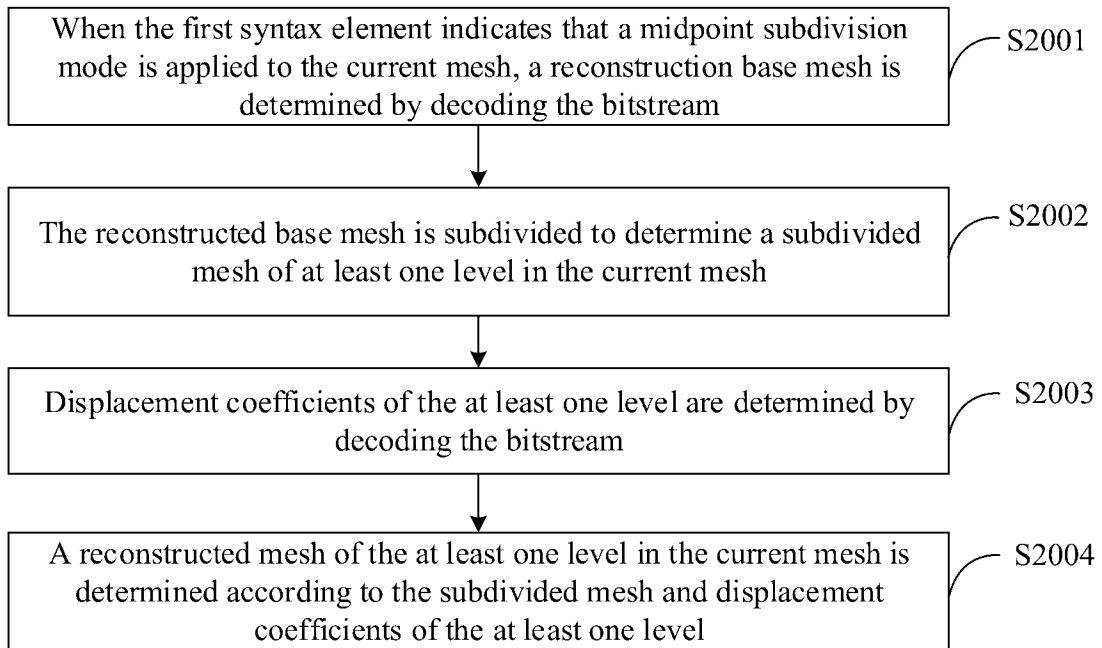 When the first syntax element indicates that a midpoint subdivision
mode is applied to the current mesh, a reconstruction base mesh is
determined by decoding the bitstream
S2001
The reconstructed base mesh is subdivided to determine a subdivided
mesh of at least one level in the current mesh
S2002
Displacement coefficients of the at least one level are determined by
decoding the bitstream
S2003
A reconstructed mesh of the at least one level in the current mesh is
determined according to the subdivided mesh and displacement
coefficients of the at least one level
S2004